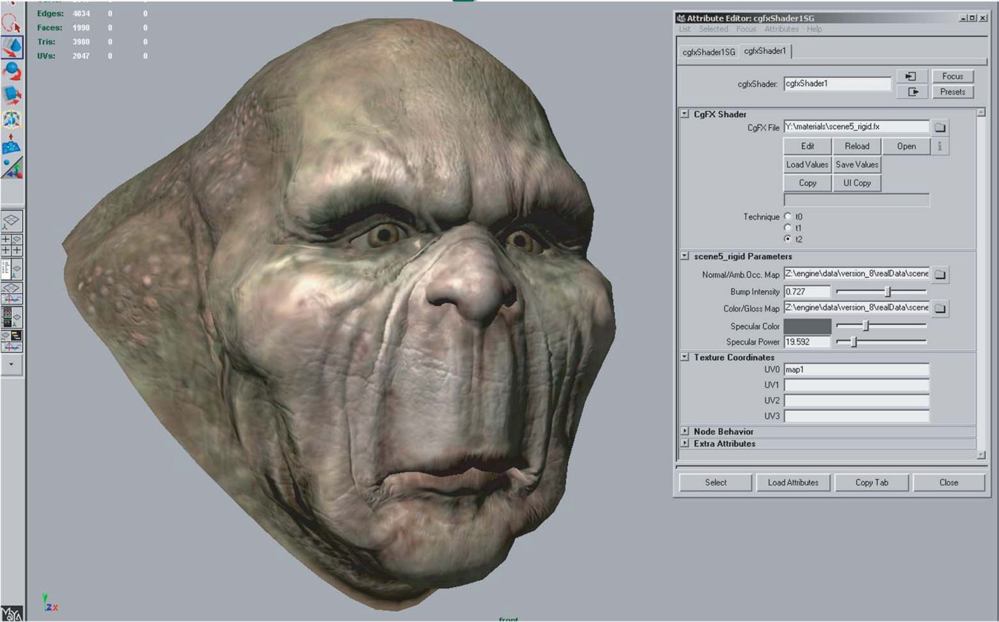 Edges: 4034 0 0
Faces: 1990 0 0
Tris: 3980 0 0
UVs: 2047 0 0
Attribute Editor: cgfxShader1SG
List Selected Focus Attributes Help
cgfxShader1SG cgfxShader1
cgfxShader: cgfxShader1
Focus
Presets
CgFX Shader
CgFX File Y:\materials\scene5_rigid.fx
Edit Reload Open i
Load Values Save Values
Copy UI Copy
Technique t0
t1
t2
scene5_rigid Parameters
Normal/Amb.Occ. Map Z:\engine\data\version_8\realData\scene
Bump Intensity 0.727
Color/Gloss Map Z:\engine\data\version_8\realData\scene
Specular Color
Specular Power 19.592
Texture Coordinates
UV0 map1
UV1
UV2
UV3
Node Behavior
Extra Attributes
Select Load Attributes Copy Tab Close
Y
Z X
MAYA
front